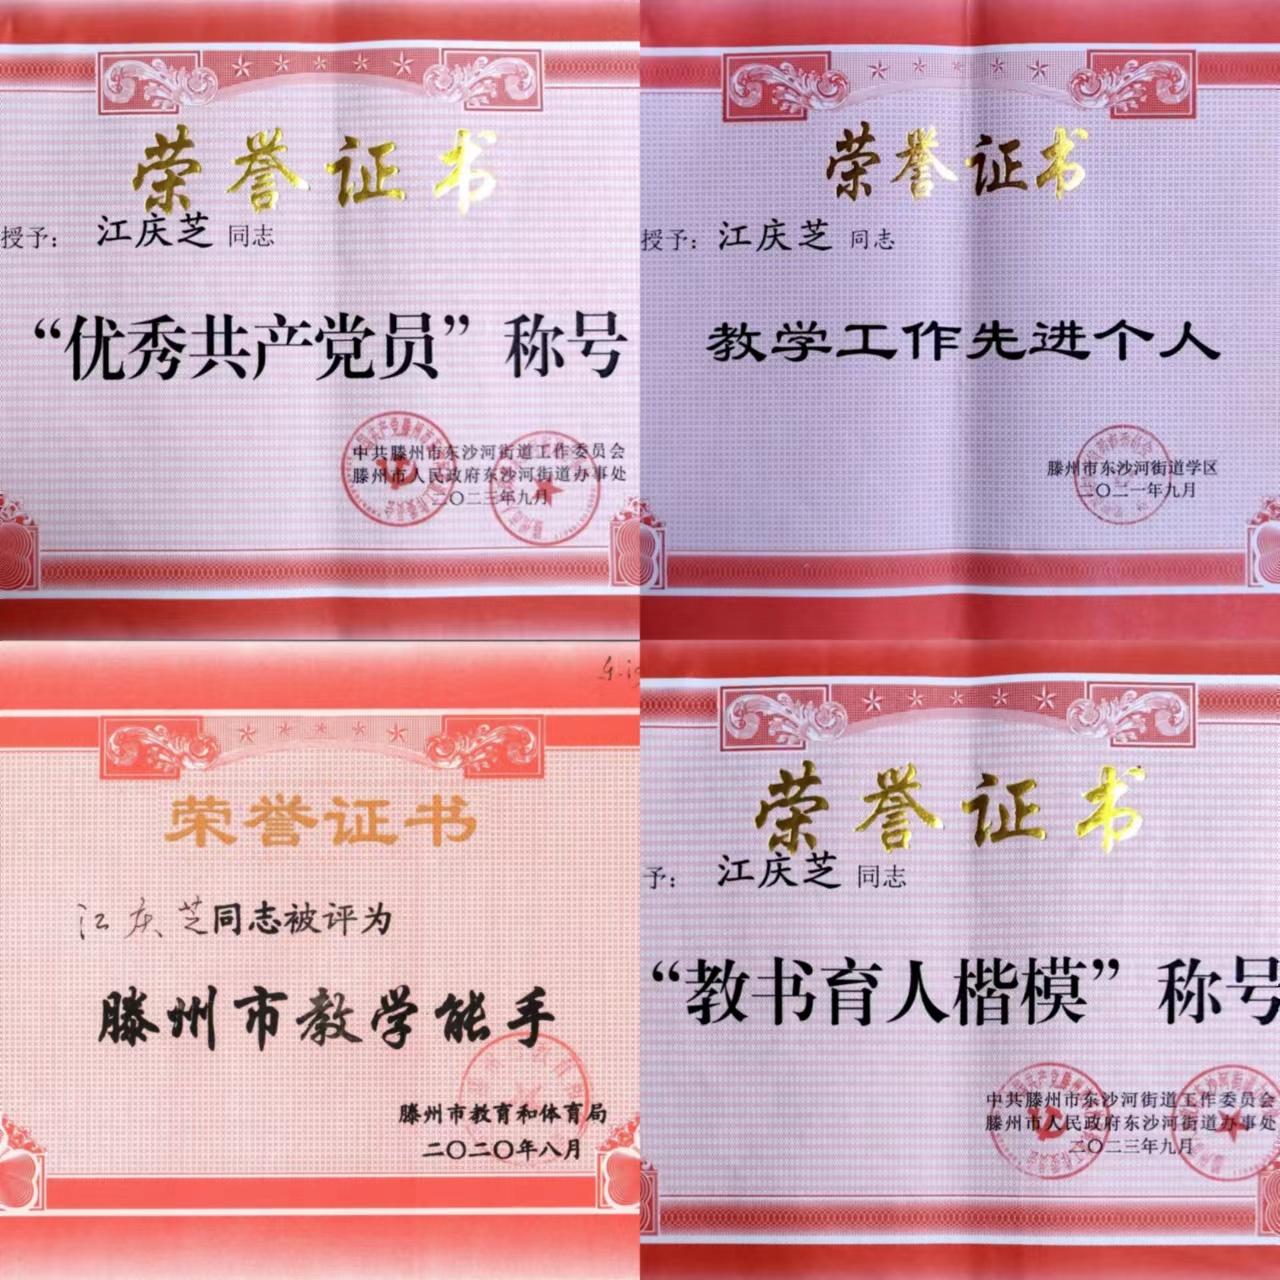 荣誉证书
授予： 江庆芝 同志
“优秀共产党员”称号
中共滕州市东沙河街道工作委员会
滕州市人民政府东沙河街道办事处
二〇二三年九月
荣誉证书
授予： 江庆芝 同志
教学工作先进个人
滕州市东沙河街道学区
二〇二一年九月
荣誉证书
江庆芝同志被评为
滕州市教学能手
滕州市教育和体育局
二〇二〇年八月
荣誉证书
予： 江庆芝 同志
“教书育人楷模”称号
中共滕州市东沙河街道工作委员会
滕州市人民政府东沙河街道办事处
二〇二三年九月